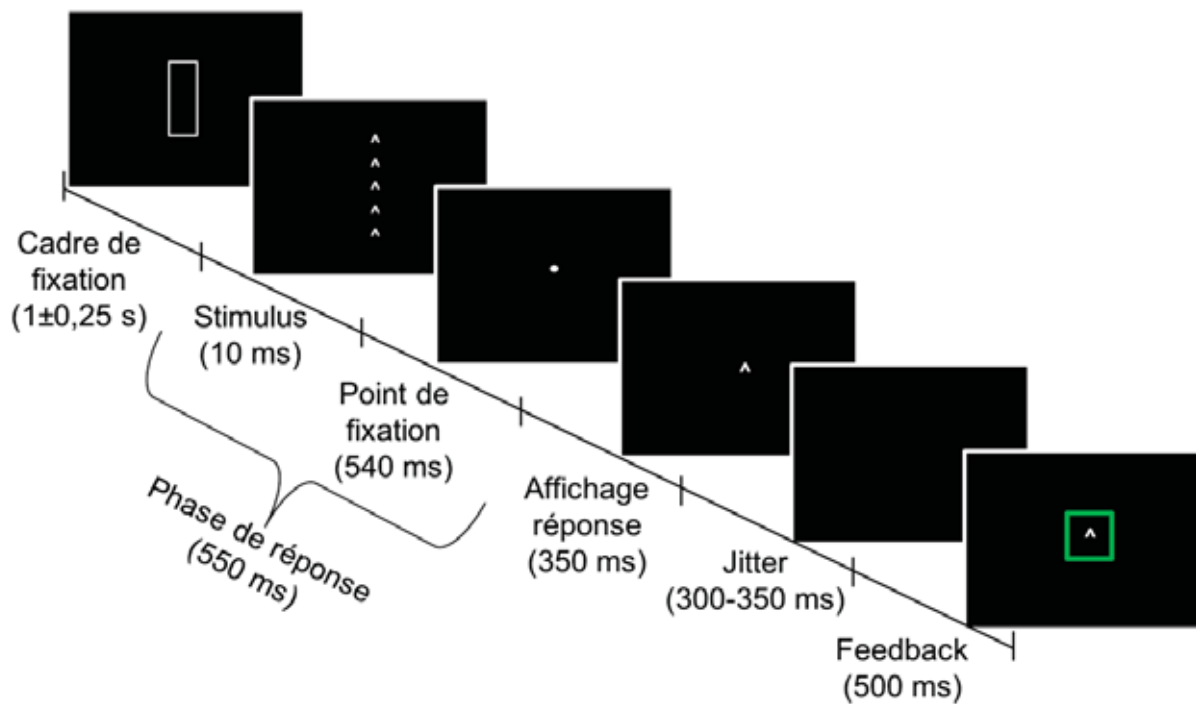 Cadre de
fixation
(1±0,25 s)
Stimulus
(10 ms)
Point de
fixation
(540 ms)
Phase de réponse
(550 ms)
Affichage
réponse
(350 ms)
Jitter
(300-350 ms)
Feedback
(500 ms)